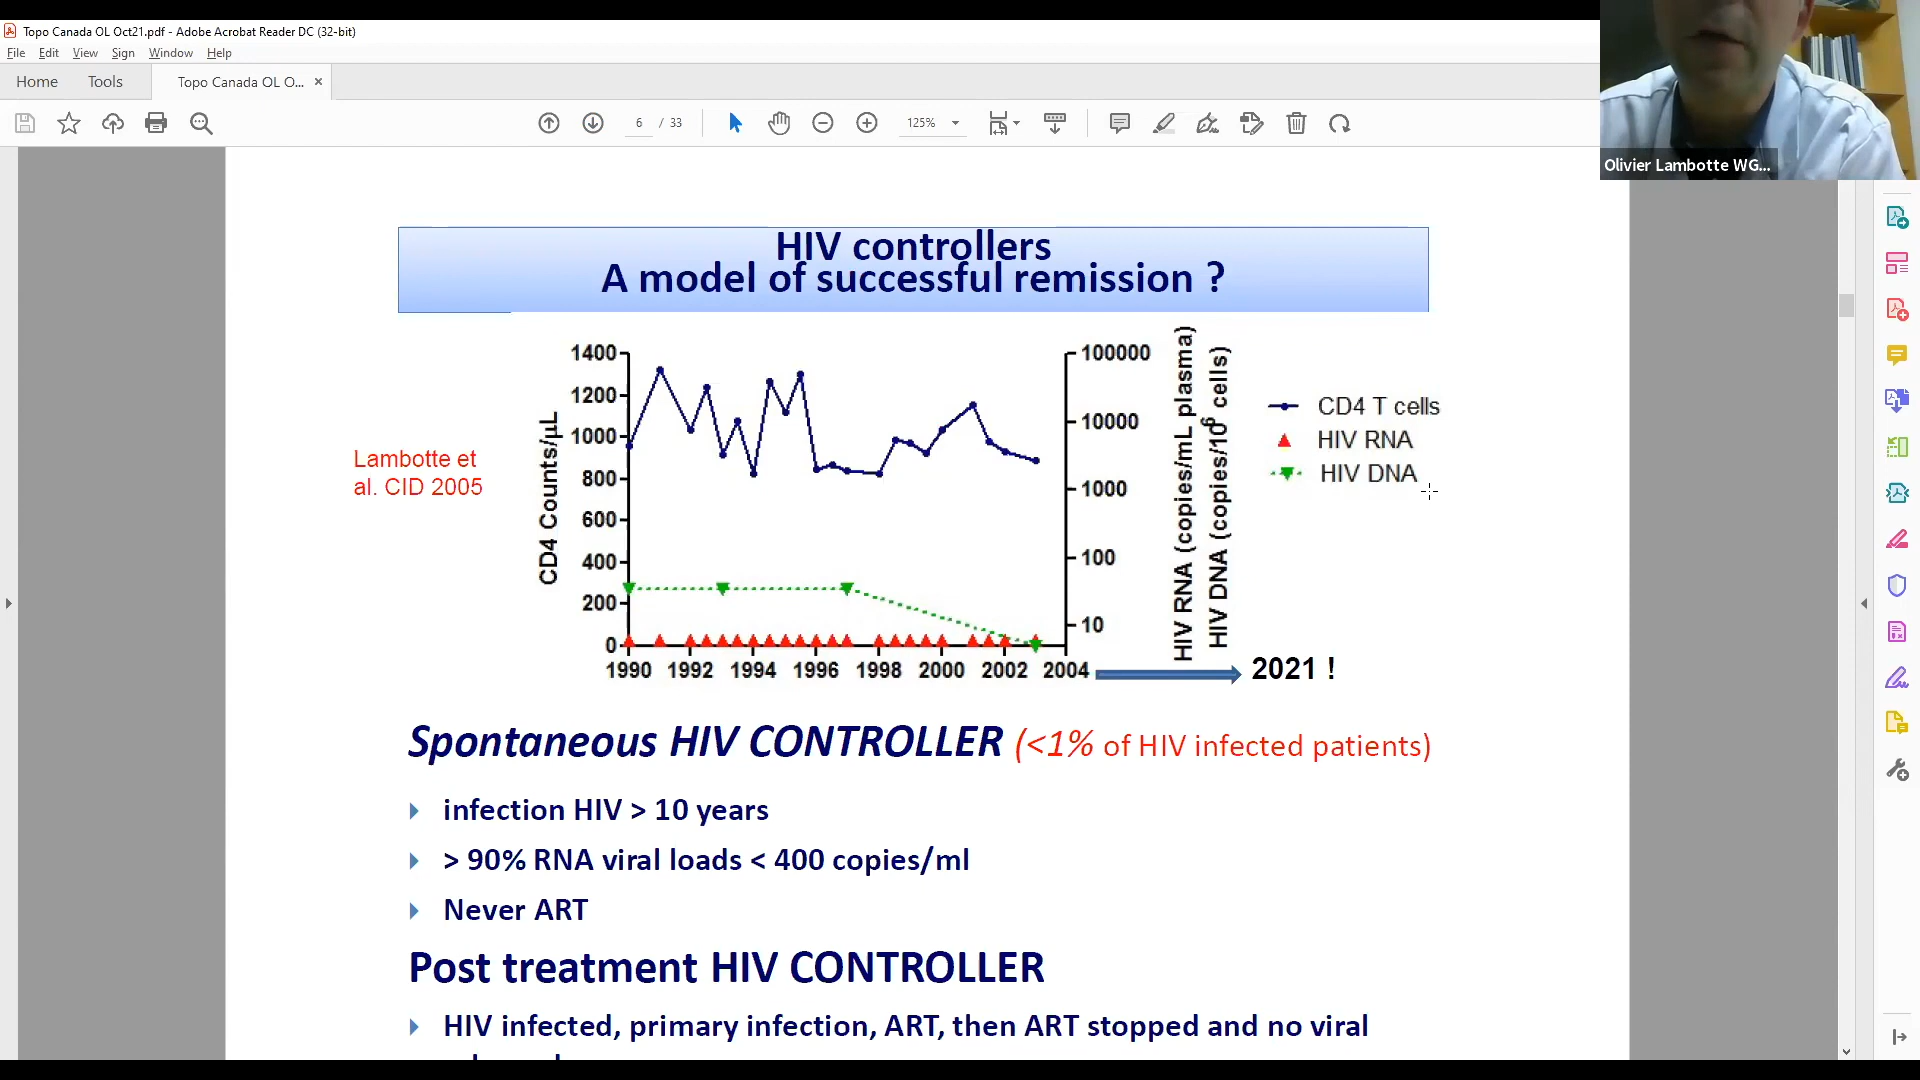 Topo Canada OL Oct21.pdf - Adobe Acrobat Reader DC (32-bit)
File Edit View Sign Window Help
Home Tools Topo Canada OL O... ×
6 / 33 125%
Olivier Lambotte WG...
HIV controllers
A model of successful remission ?
Lambotte et
al. CID 2005
CD4 Counts/μL
1400
1200
1000
800
600
400
200
0
1990 1992 1994 1996 1998 2000 2002 2004
100000
10000
1000
100
10
HIV RNA (copies/mL plasma)
HIV DNA (copies/10⁶ cells)
CD4 T cells
HIV RNA
HIV DNA
2021 !
Spontaneous HIV CONTROLLER (<1% of HIV infected patients)
infection HIV > 10 years
> 90% RNA viral loads < 400 copies/ml
Never ART
Post treatment HIV CONTROLLER
HIV infected, primary infection, ART, then ART stopped and no viral